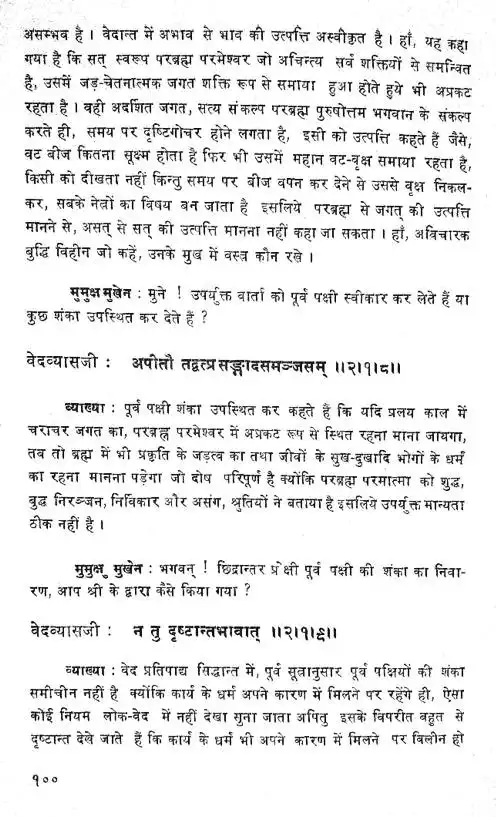 असम्भव है । वेदान्त में अभाव से भाव की उत्पत्ति अस्वीकृत है । हाँ, यह कहा
गया है कि सत् स्वरूप परब्रह्म परमेश्वर जो अचिन्त्य सर्व शक्तियों से समन्वित
है, उसमें जड़-चेतनात्मक जगत शक्ति रूप से समाया हुआ होते हुये भी अप्रकट
रहता है । वही अदर्शित जगत, सत्य संकल्प परब्रह्म पुरुषोत्तम भगवान के संकल्प
करते ही, समय पर दृष्टिगोचर होने लगता है, इसी को उत्पत्ति कहते हैं जैसे,
वट बीज कितना सूक्ष्म होता है फिर भी उसमें महान वट-वृक्ष समाया रहता है,
किसी को दीखता नहीं किन्तु समय पर बीज वपन कर देने से उससे वृक्ष निकल-
कर, सबके नेत्रों का विषय बन जाता है इसलिये परब्रह्म से जगत् की उत्पत्ति
मानने से, असत् से सत् की उत्पत्ति मानना नहीं कहा जा सकता । हाँ, अविचारक
बुद्धि विहीन जो कहें, उनके मुख में वस्त्र कौन रखे ।
मुमुक्षु मुखेन : मुने ! उपर्युक्त वार्ता को पूर्व पक्षी स्वीकार कर लेते हैं या
कुछ शंका उपस्थित कर देते हैं ?
वेदव्यासजी : अपीतौ तद्वत्प्रसङ्गादसमञ्जसम् ।।२।१।८।।
व्याख्या : पूर्व पक्षी शंका उपस्थित कर कहते हैं कि यदि प्रलय काल में
चराचर जगत का, परब्रह्म परमेश्वर में अप्रकट रूप से स्थित रहना माना जायगा,
तब तो ब्रह्म में भी प्रकृति के जड़त्व का तथा जीवों के सुख-दुखादि भोगों के धर्म
का रहना मानना पड़ेगा जो दोष परिपूर्ण है क्योंकि परब्रह्म परमात्मा को शुद्ध,
बुद्ध निरञ्जन, निर्विकार और असंग, श्रुतियों ने बताया है इसलिये उपर्युक्त मान्यता
ठीक नहीं है ।
मुमुक्षु मुखेन : भगवन् ! छिद्रान्तर प्रेक्षी पूर्व पक्षी की शंका का निवा-
रण, आप श्री के द्वारा कैसे किया गया ?
वेदव्यासजी : न तु दृष्टान्तभावात् ।।२।१।९।।
व्याख्या : वेद प्रतिपाद्य सिद्धान्त में, पूर्व सूत्रानुसार पूर्व पक्षियों की शंका
समीचीन नहीं है क्योंकि कार्य के धर्म अपने कारण में मिलने पर रहेंगे ही, ऐसा
कोई नियम लोक-वेद में नहीं देखा सुना जाता अपितु इसके विपरीत बहुत से
दृष्टान्त देखे जाते हैं कि कार्य के धर्म भी अपने कारण में मिलने पर विलीन हो
१००